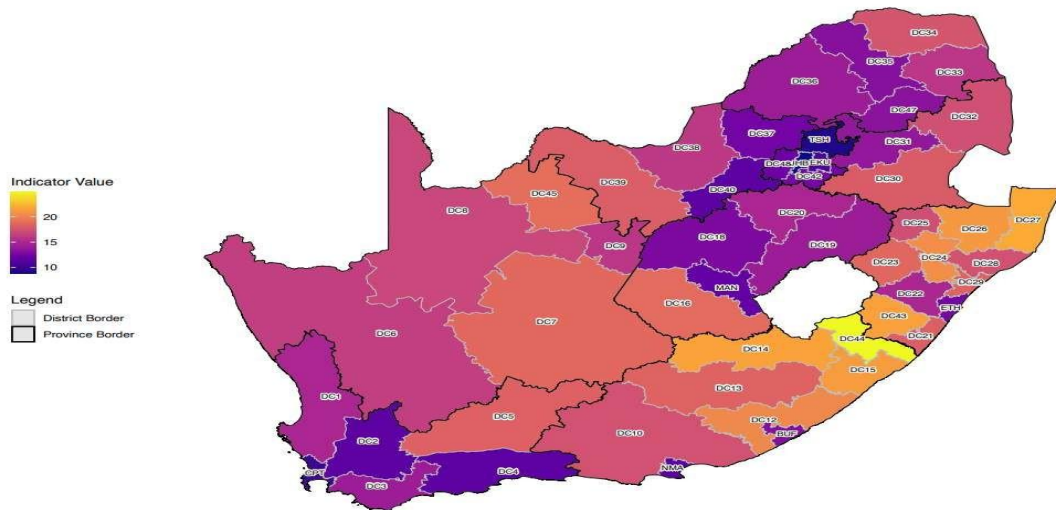 DC34
DC35
DC36
DC33
DC47
DC32
TSH
DC37
DC31
DC38
DC48
JHB
EKU
DC42
DC30
Indicator Value
20
15
10
DC39
DC45
DC40
DC8
DC20
DC27
DC25
DC26
DC9
DC18
DC19
DC24
DC23
DC28
DC29
MAN
DC22
Legend
District Border
Province Border
DC16
ETH
DC43
DC7
DC6
DC21
DC44
DC14
DC15
DC13
DC1
DC5
DC12
DC10
BUF
DC2
NMA
CPT
DC4
DC3